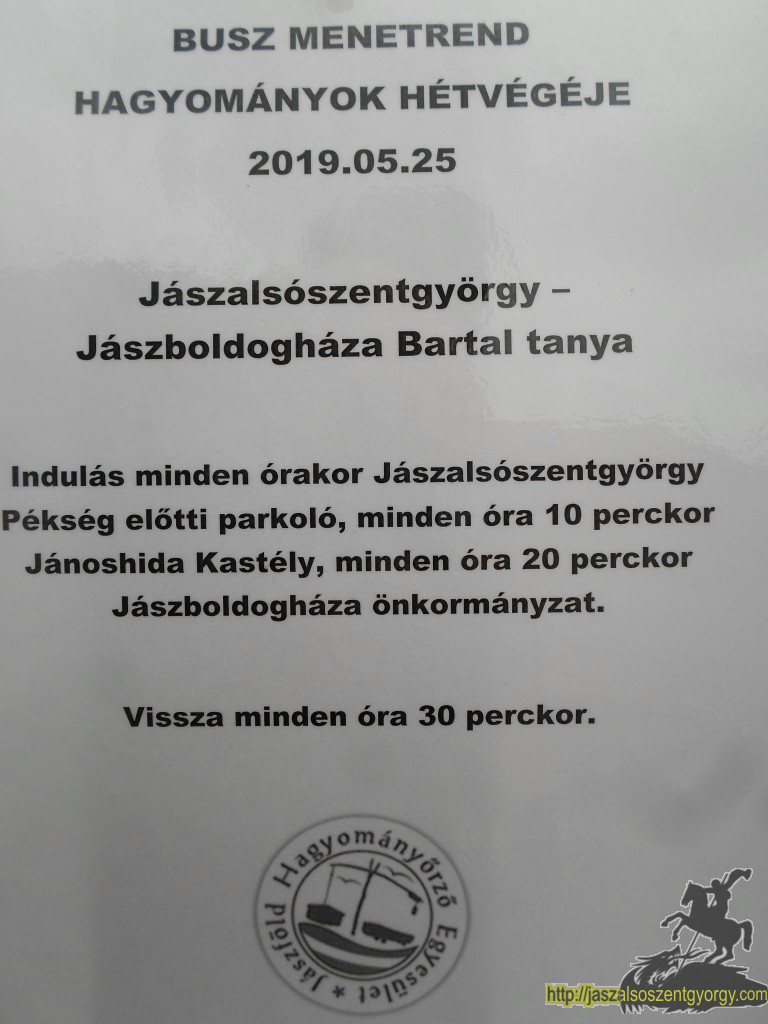 BUSZ MENETREND
HAGYOMÁNYOK HÉTVÉGÉJE
2019.05.25
Jászalsószentgyörgy –
Jászboldogháza Bartal tanya
Indulás minden órakor Jászalsószentgyörgy
Pékség előtti parkoló, minden óra 10 perckor
Jánoshida Kastély, minden óra 20 perckor
Jászboldogháza önkormányzat.
Vissza minden óra 30 perckor.
Jászföld Hagyományőrző Egyesület *
http://jaszalsoszentgyorgy.com